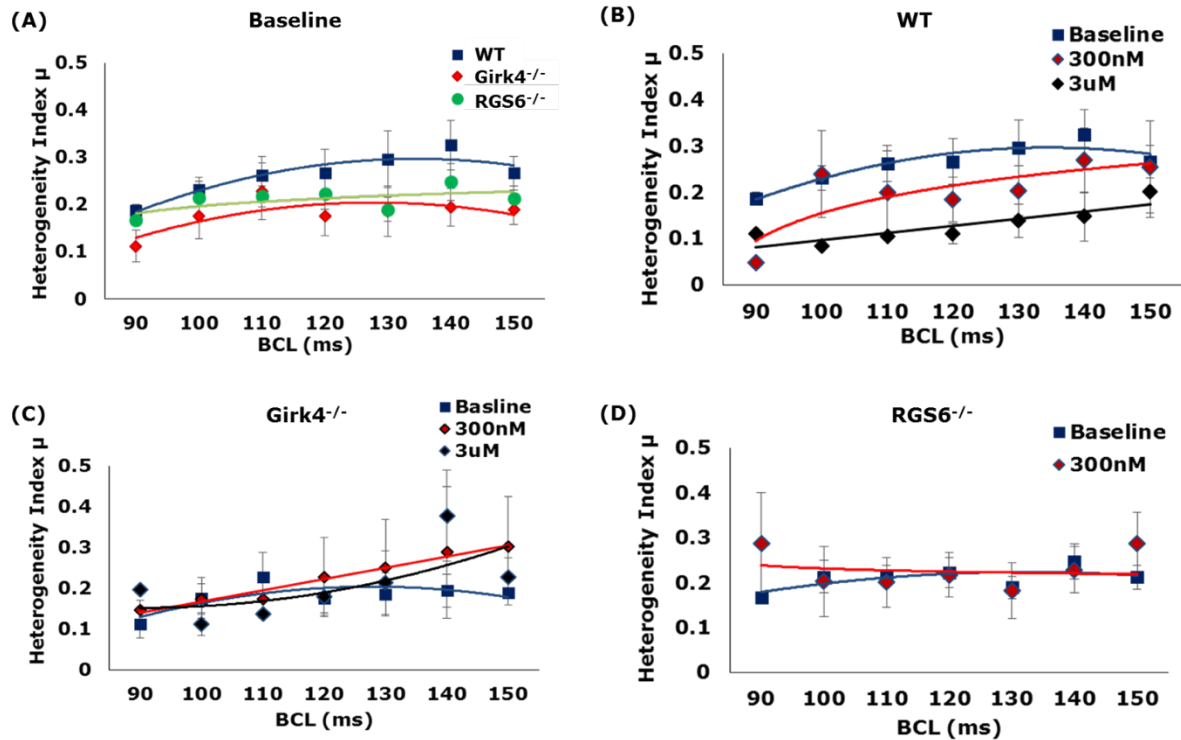 (A)
Baseline
WT
Girk4-/-
RGS6-/-
Heterogeneity Index μ
0.5
0.4
0.3
0.2
0.1
0
90 100 110 120 130 140 150
BCL (ms)
(B)
WT
Baseline
300nM
3uM
Heterogeneity Index μ
0.5
0.4
0.3
0.2
0.1
0
90 100 110 120 130 140 150
BCL (ms)
(C)
Girk4-/-
Basline
300nM
3uM
Heterogeneity Index μ
0.5
0.4
0.3
0.2
0.1
0
90 100 110 120 130 140 150
BCL (ms)
(D)
RGS6-/-
Baseline
300nM
Heterogeneity Index μ
0.5
0.4
0.3
0.2
0.1
0
90 100 110 120 130 140 150
BCL (ms)